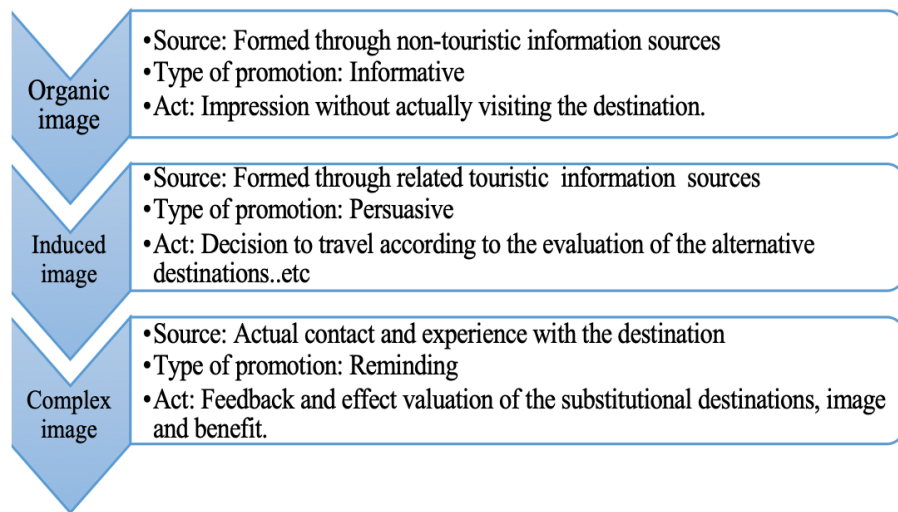 Organic
image
•Source: Formed through non-touristic information sources
•Type of promotion: Informative
•Act: Impression without actually visiting the destination.
Induced
image
•Source: Formed through related touristic information sources
•Type of promotion: Persuasive
•Act: Decision to travel according to the evaluation of the alternative
destinations..etc
Complex
image
•Source: Actual contact and experience with the destination
•Type of promotion: Reminding
•Act: Feedback and effect valuation of the substitutional destinations, image
and benefit.